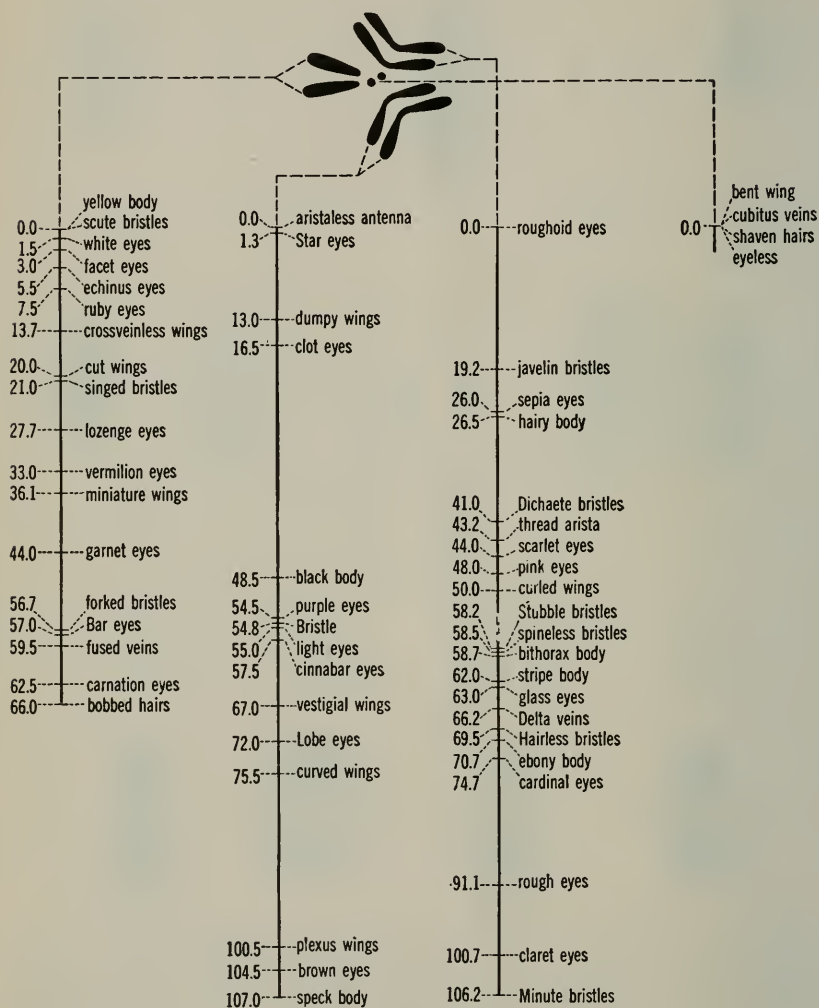 yellow body
0.0 scute bristles
1.5 white eyes
3.0 facet eyes
5.5 echinus eyes
7.5 ruby eyes
13.7 crossveinless wings
20.0 cut wings
21.0 singed bristles
27.7 lozenge eyes
33.0 vermilion eyes
36.1 miniature wings
44.0 garnet eyes
56.7 forked bristles
57.0 Bar eyes
59.5 fused veins
62.5 carnation eyes
66.0 bobbed hairs
0.0 aristaless antenna
1.3 Star eyes
13.0 dumpy wings
16.5 clot eyes
48.5 black body
54.5 purple eyes
54.8 Bristle
55.0 light eyes
57.5 cinnabar eyes
67.0 vestigial wings
72.0 Lobe eyes
75.5 curved wings
100.5 plexus wings
104.5 brown eyes
107.0 speck body
0.0 roughoid eyes
19.2 javelin bristles
26.0 sepia eyes
26.5 hairy body
41.0 Dichaete bristles
43.2 thread arista
44.0 scarlet eyes
48.0 pink eyes
50.0 curled wings
58.2 Stubble bristles
58.5 spineless bristles
58.7 bithorax body
62.0 stripe body
63.0 glass eyes
66.2 Delta veins
69.5 Hairless bristles
70.7 ebony body
74.7 cardinal eyes
91.1 rough eyes
100.7 claret eyes
106.2 Minute bristles
bent wing
cubitus veins
0.0 shaven hairs
eyeless